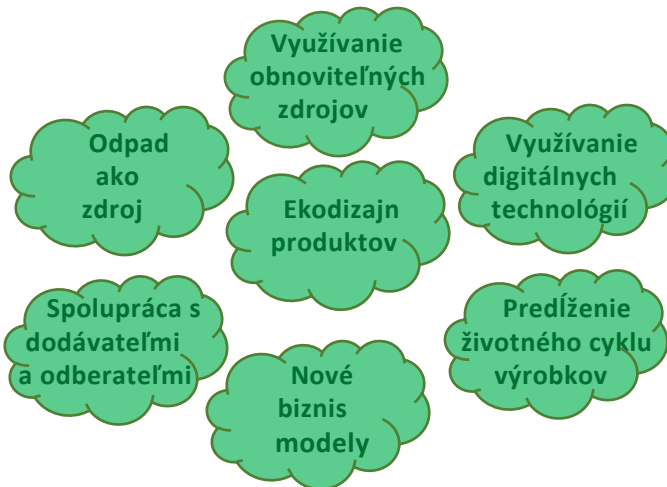 Využívanie
obnoviteľných
zdrojov
Odpad
ako
zdroj
Využívanie
digitálnych
technológií
Ekodizajn
produktov
Spolupráca s
dodávateľmi
a odberateľmi
Predĺženie
životného cyklu
výrobkov
Nové
biznis
modely